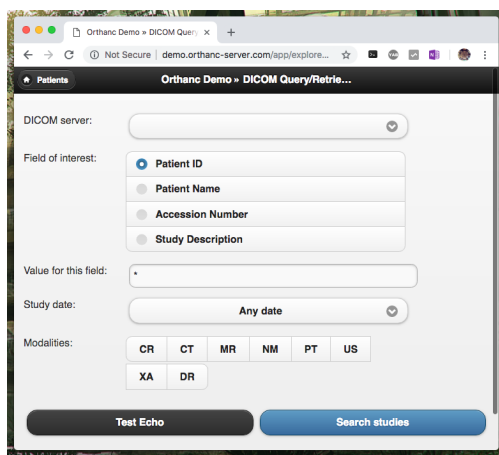 Orthanc Demo » DICOM Query
Not Secure | demo.orthanc-server.com/app/explore...
Patients
Orthanc Demo » DICOM Query/Retrie...
DICOM server:
Field of interest:
Patient ID
Patient Name
Accession Number
Study Description
Value for this field:
*
Study date:
Any date
Modalities:
CR CT MR NM PT US
XA DR
Test Echo
Search studies